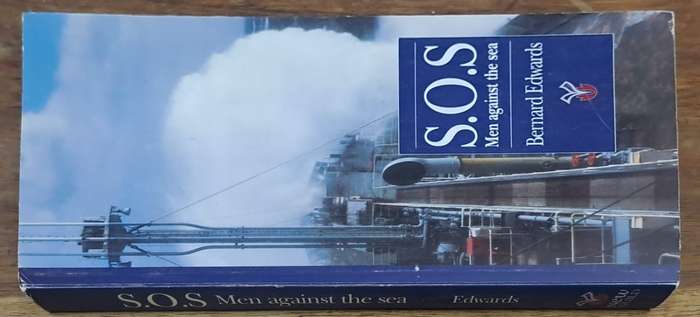 S.O.S
Men against the sea
Bernard Edwards
S.O.S Men against the sea Edwards